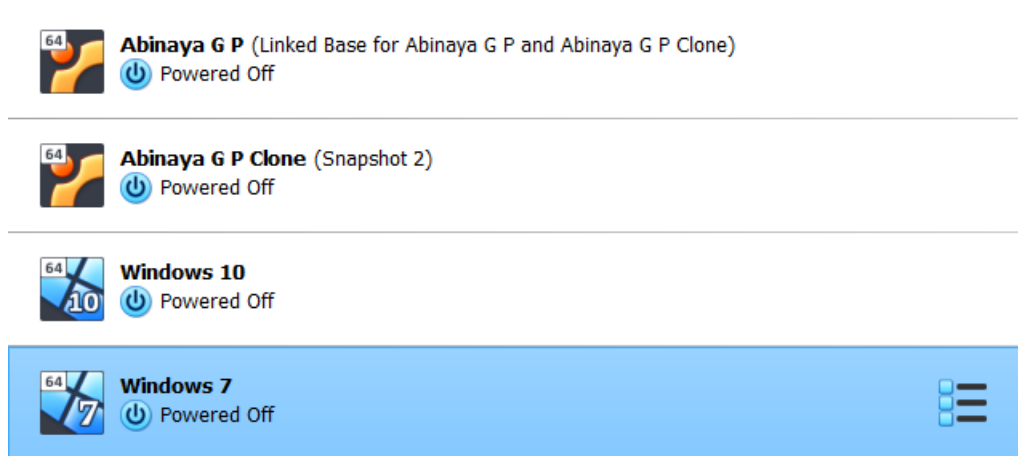 64
Abinaya G P (Linked Base for Abinaya G P and Abinaya G P Clone)
Powered Off
64
Abinaya G P Clone (Snapshot 2)
Powered Off
64
10
Windows 10
Powered Off
64
7
Windows 7
Powered Off